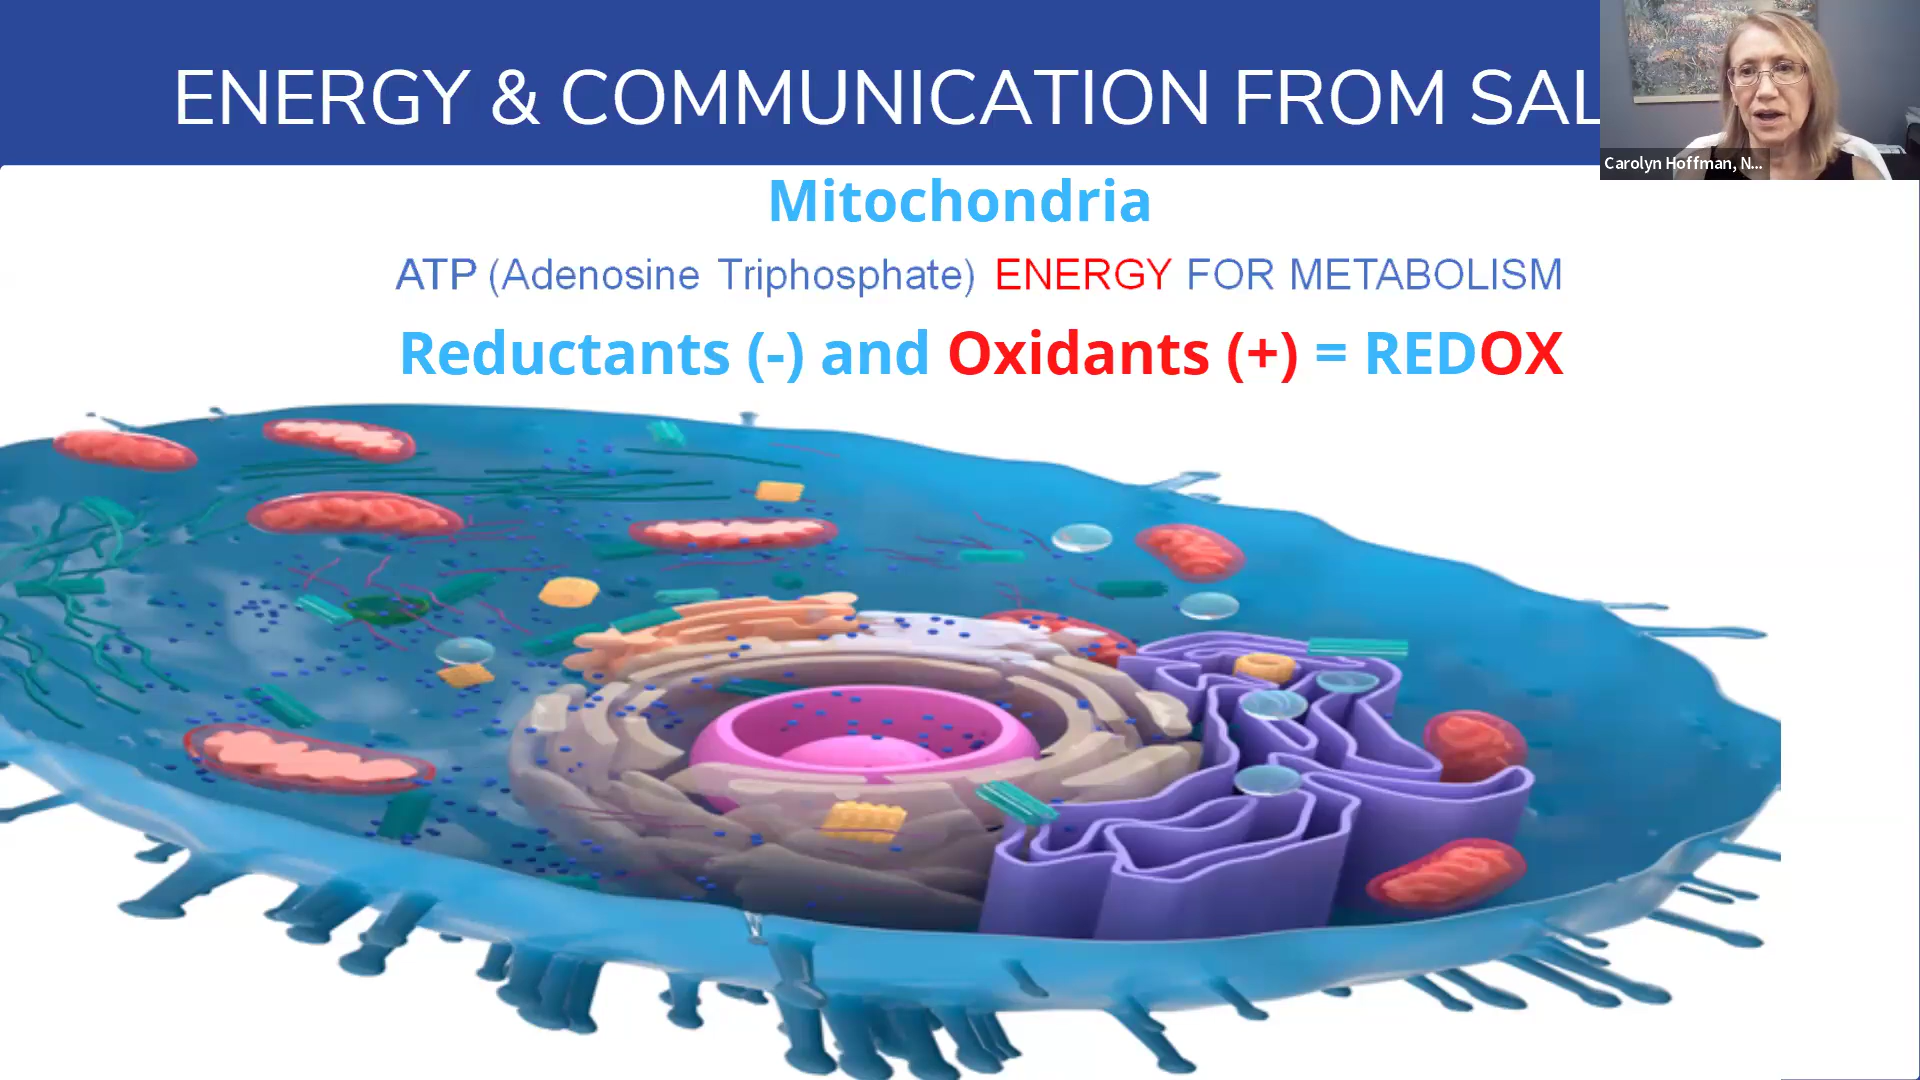 ENERGY & COMMUNICATION FROM SAL
Carolyn Hoffman, N...
Mitochondria
ATP (Adenosine Triphosphate) ENERGY FOR METABOLISM
Reductants (-) and Oxidants (+) = REDOX